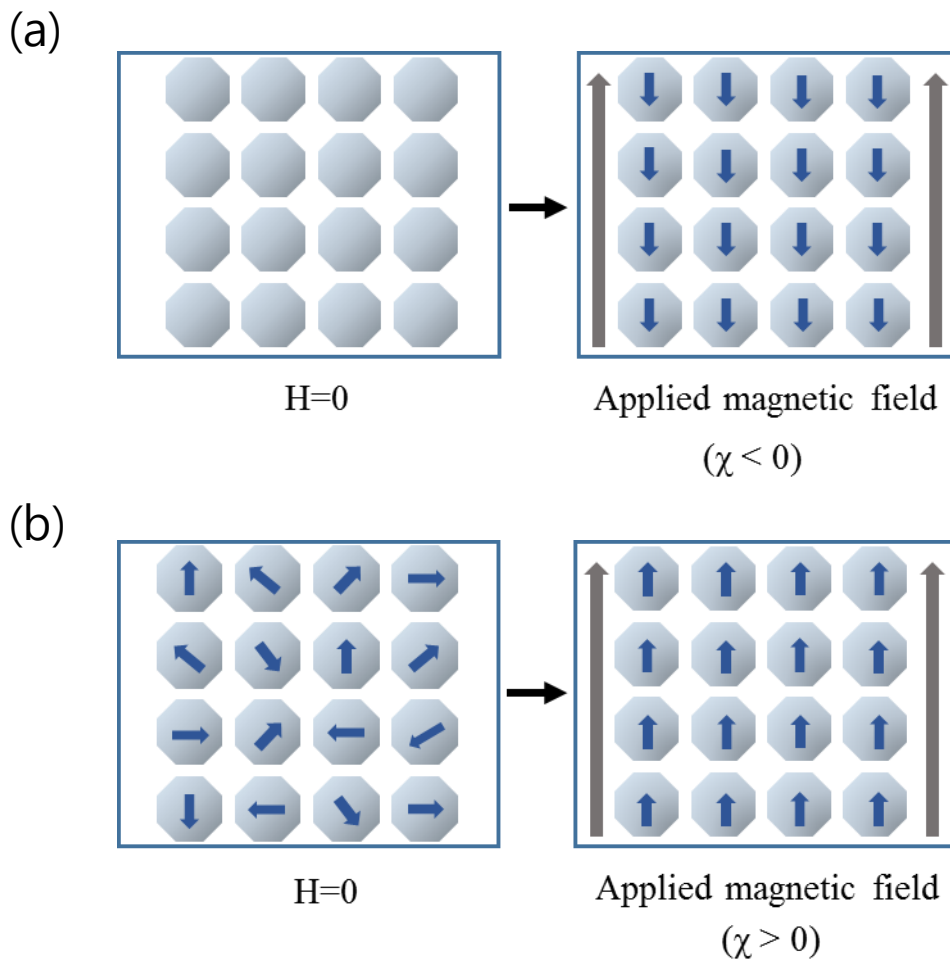 (a)
H=0
Applied magnetic field
(χ < 0)
(b)
H=0
Applied magnetic field
(χ > 0)